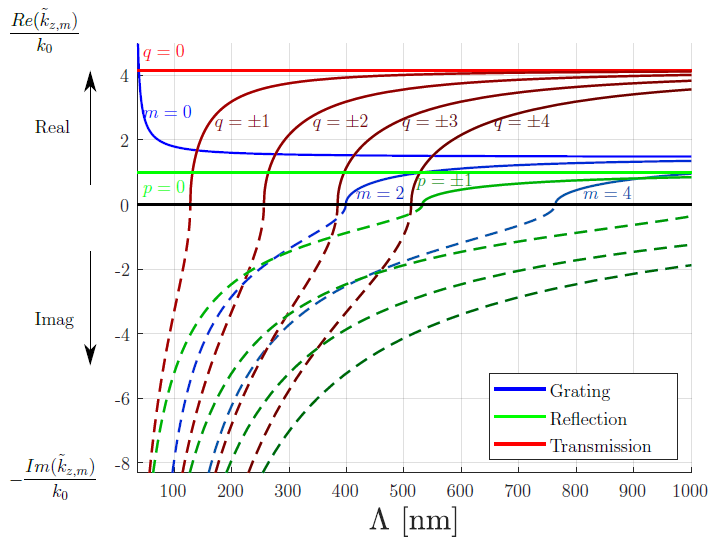 Re(k̃z,m)
k0
q = 0
4
Real
m = 0
q = ±1
q = ±2
q = ±3
q = ±4
2
p = 0
p = ±1
m = 2
m = 4
0
-2
Imag
-4
-6
-8
Grating
Reflection
Transmission
−Im(k̃z,m)
k0
100 200 300 400 500 600 700 800 900 1000
Λ [nm]